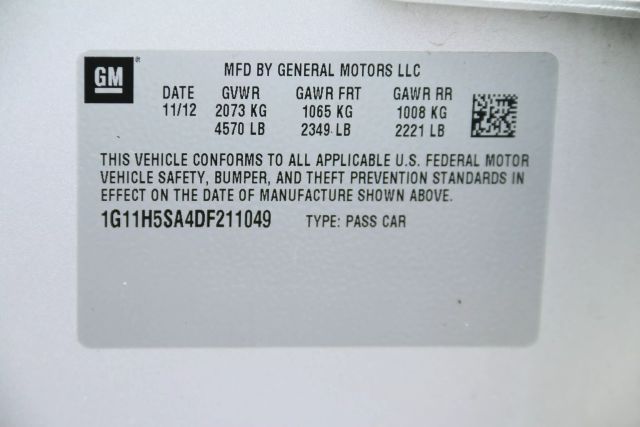 GM
MFD BY GENERAL MOTORS LLC
DATE GVWR GAWR FRT GAWR RR
11/12 2073 KG 1065 KG 1008 KG
4570 LB 2349 LB 2221 LB
THIS VEHICLE CONFORMS TO ALL APPLICABLE U.S. FEDERAL MOTOR
VEHICLE SAFETY, BUMPER, AND THEFT PREVENTION STANDARDS IN
EFFECT ON THE DATE OF MANUFACTURE SHOWN ABOVE.
1G11H5SA4DF211049 TYPE: PASS CAR